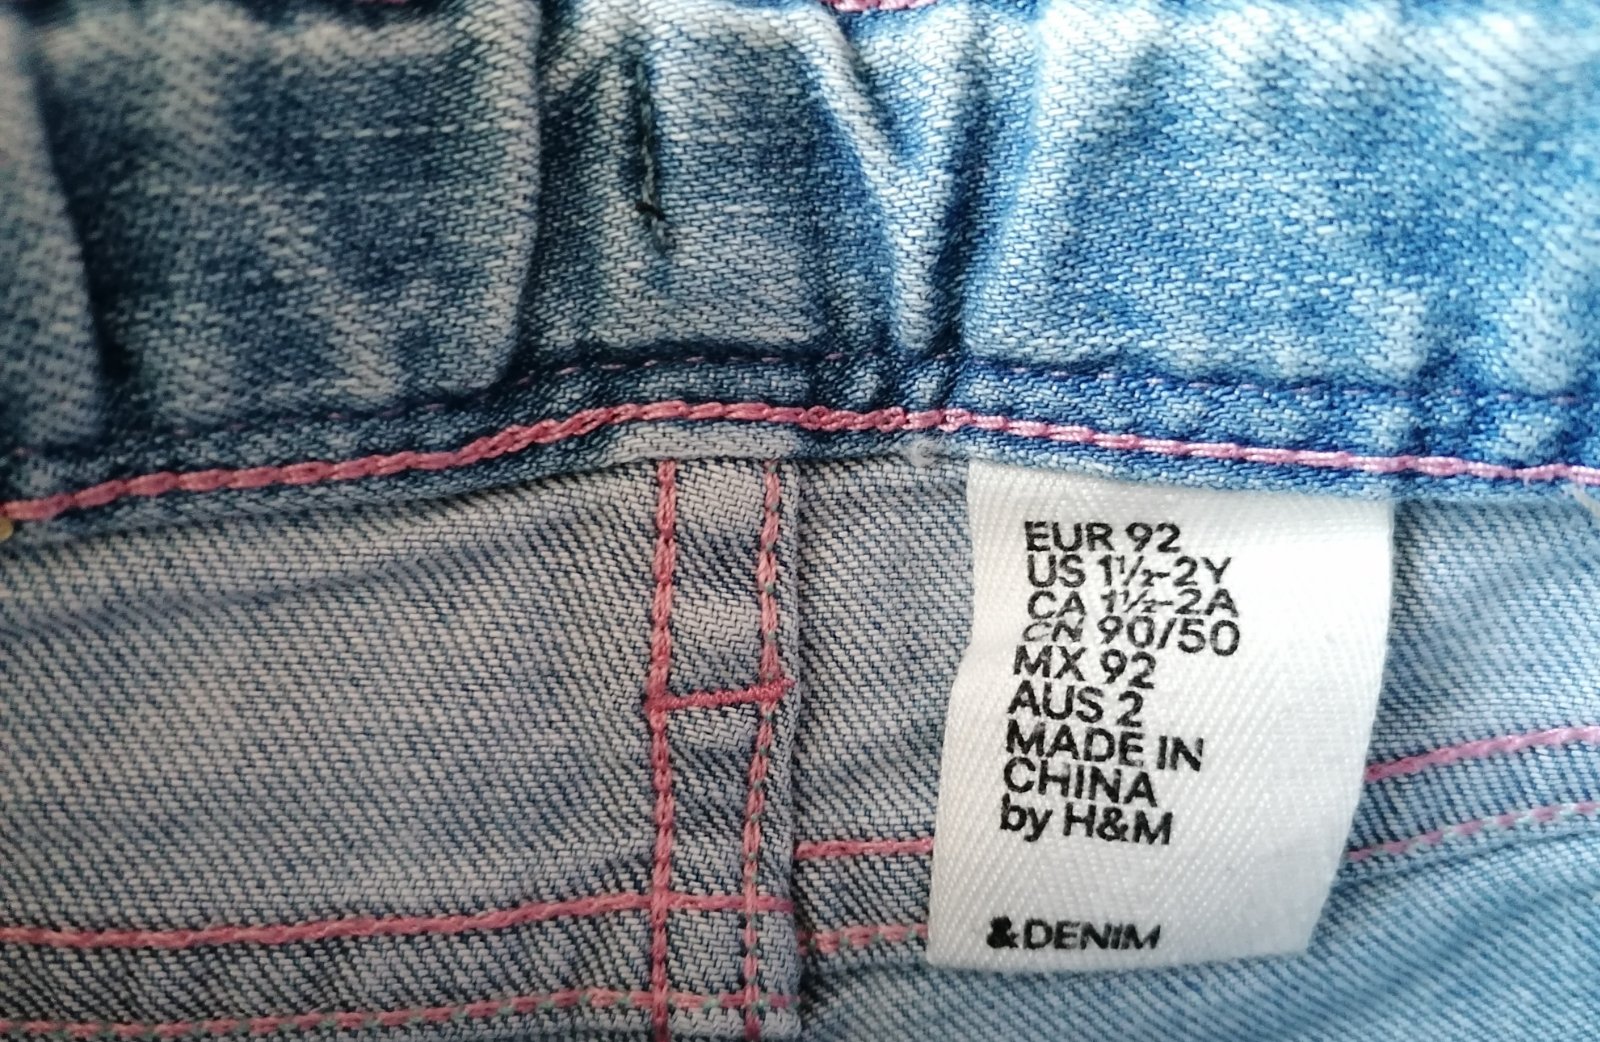 EUR 92
US 1½-2Y
CA 1½-2A
CN 90/50
MX 92
AUS 2
MADE IN
CHINA
by H&M
&DENIM